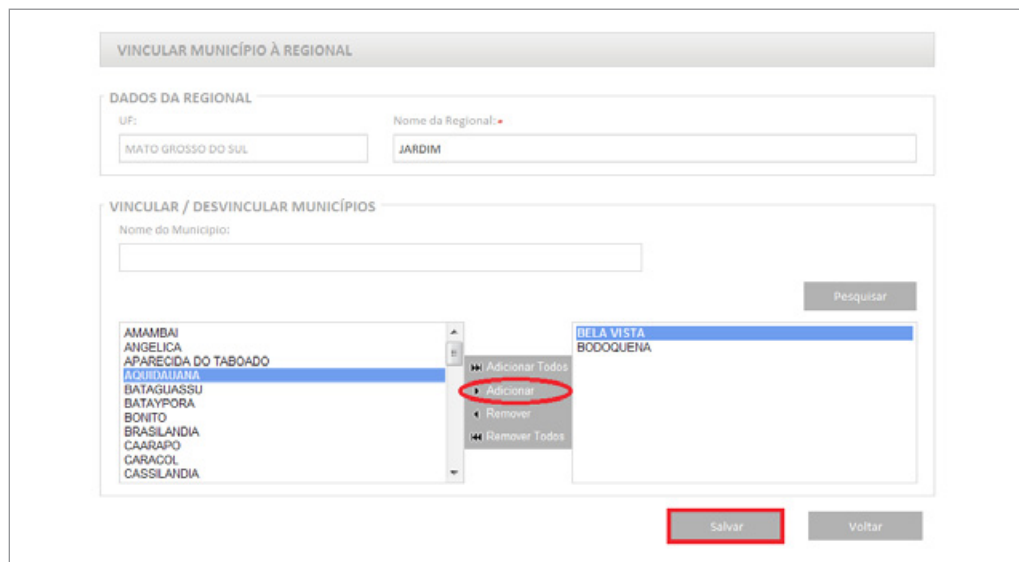 VINCULAR MUNICÍPIO À REGIONAL
DADOS DA REGIONAL
UF:
Nome da Regional:*
MATO GROSSO DO SUL
JARDIM
VINCULAR / DESVINCULAR MUNICÍPIOS
Nome do Municipio:
Pesquisar
AMAMBAI
ANGELICA
APARECIDA DO TABOADO
AQUIDAUANA
BATAGUASSU
BATAYPORA
BONITO
BRASILANDIA
CAARAPO
CARACOL
CASSILANDIA
Adicionar Todos
Adicionar
Remover
Remover Todos
BELA VISTA
BODOQUENA
Salvar
Voltar